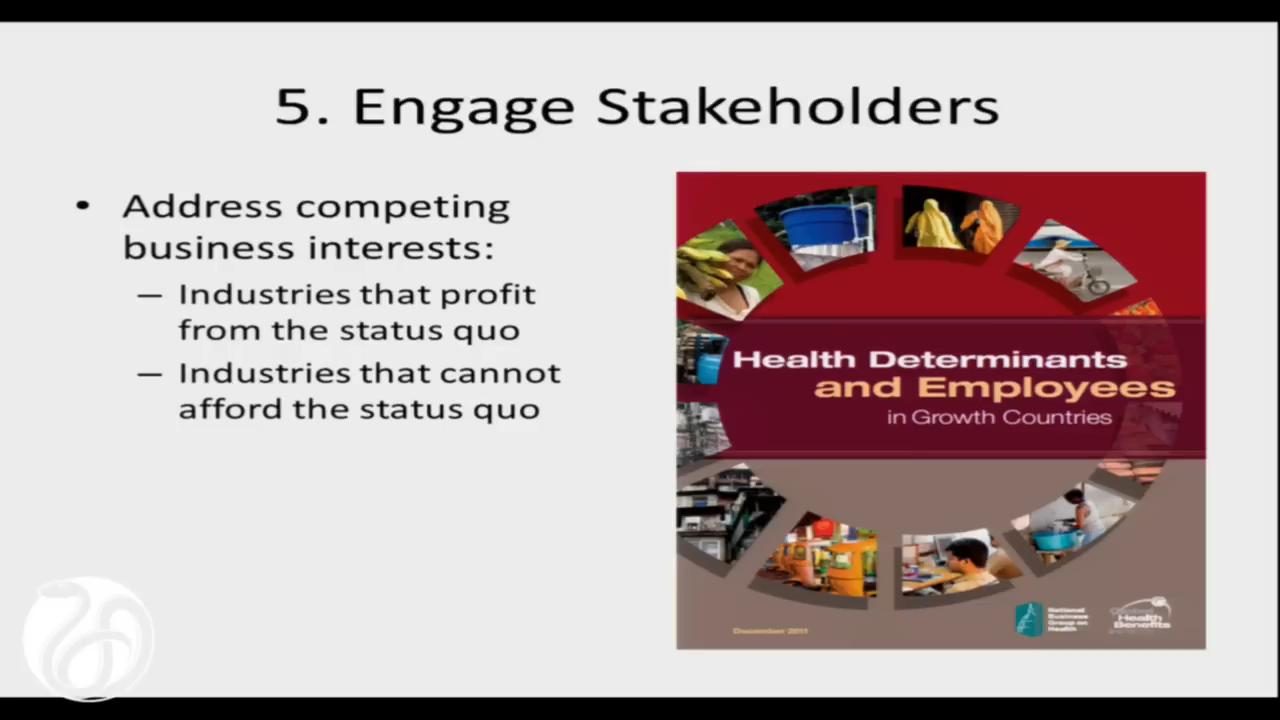 5. Engage Stakeholders
• Address competing
business interests:
– Industries that profit
from the status quo
– Industries that cannot
afford the status quo
Health Determinants
and Employees
in Growth Countries
December 2011
National
Business
Group on
Health
Global
Health
Benefits